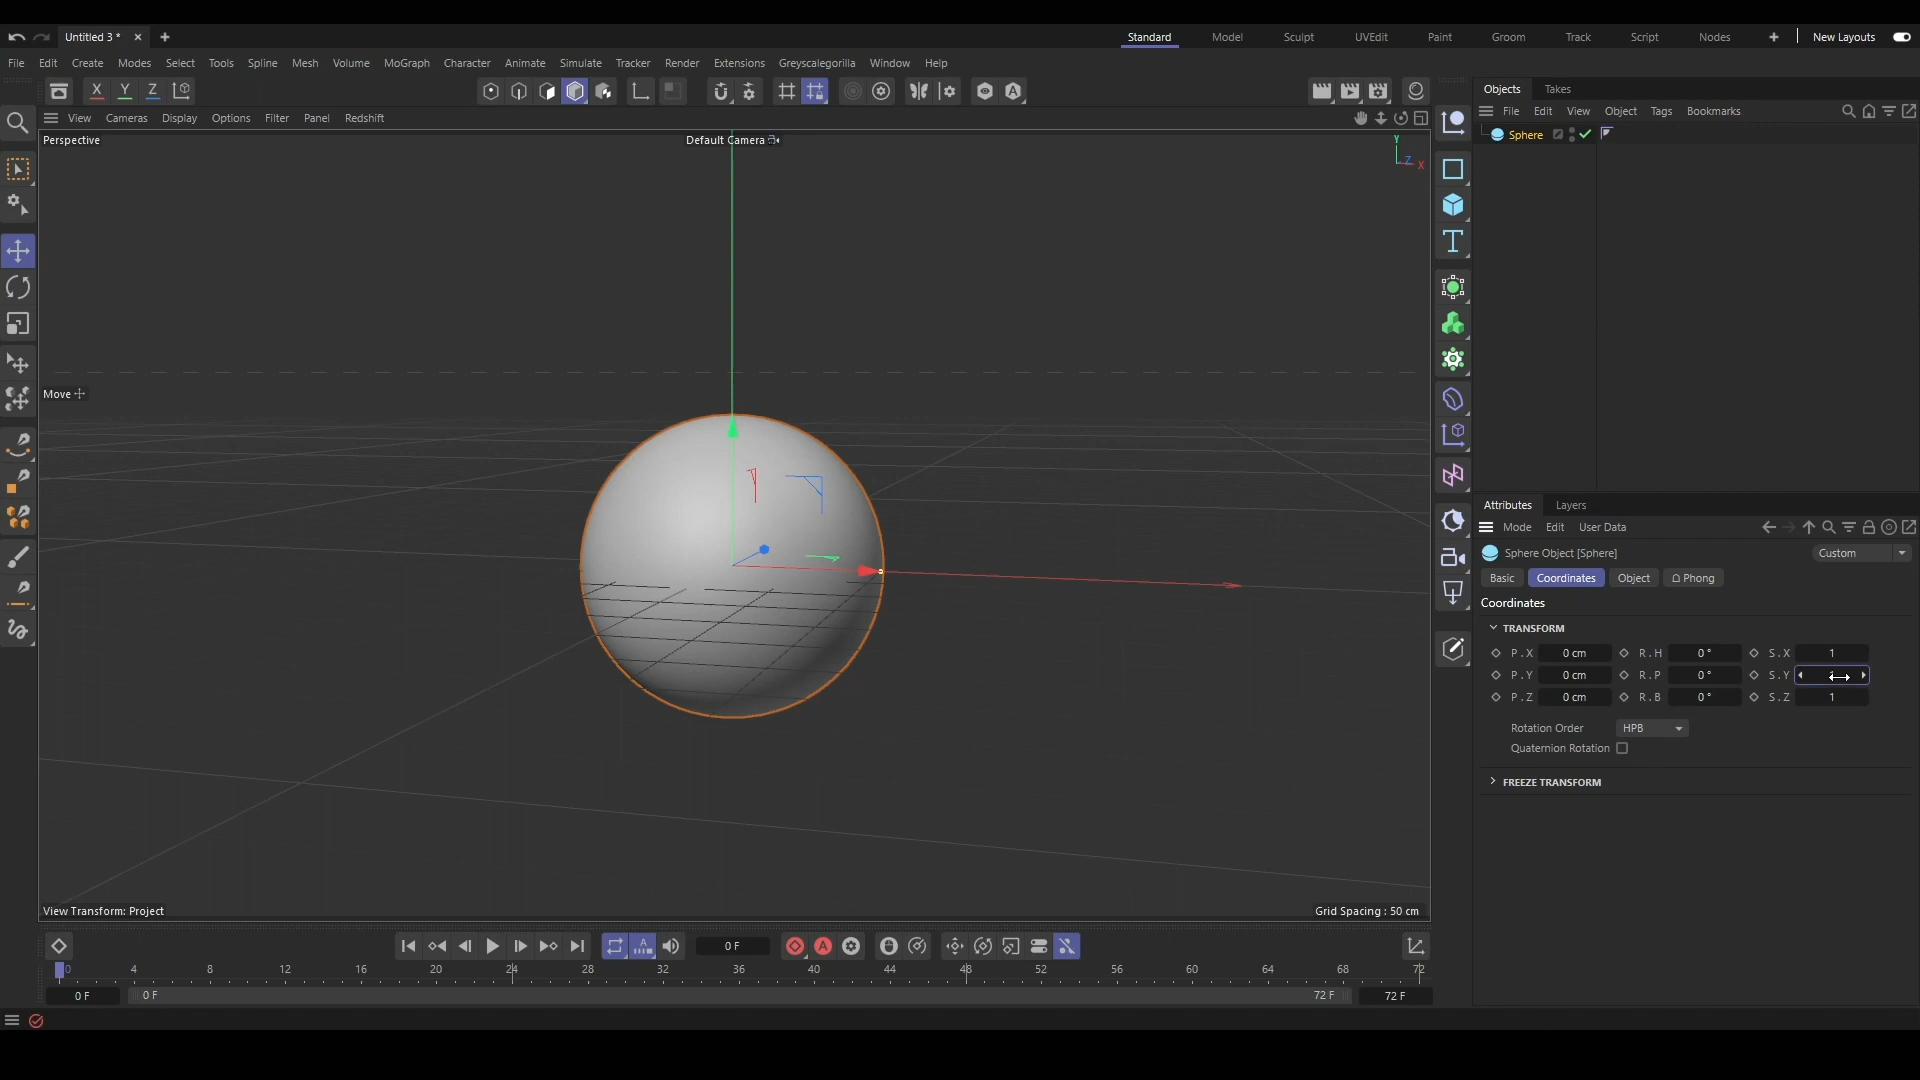 Untitled 3 *
Standard Model Sculpt UVEdit Paint Groom Track Script Nodes New Layouts
File Edit Create Modes Select Tools Spline Mesh Volume MoGraph Character Animate Simulate Tracker Render Extensions Greyscalegorilla Window Help
X Y Z
Objects Takes
View Cameras Display Options Filter Panel Redshift
File Edit View Object Tags Bookmarks
Perspective
Default Camera
Y
Z X
Sphere
Move
Attributes Layers
Mode Edit User Data
Sphere Object [Sphere]
Custom
Basic Coordinates Object Phong
Coordinates
TRANSFORM
P . X 0 cm R . H 0 ° S . X 1
P . Y 0 cm R . P 0 ° S . Y
P . Z 0 cm R . B 0 ° S . Z 1
Rotation Order HPB
Quaternion Rotation
FREEZE TRANSFORM
View Transform: Project
Grid Spacing : 50 cm
0 F
0 4 8 12 16 20 24 28 32 36 40 44 48 52 56 60 64 68 72
0 F 0 F 72 F 72 F